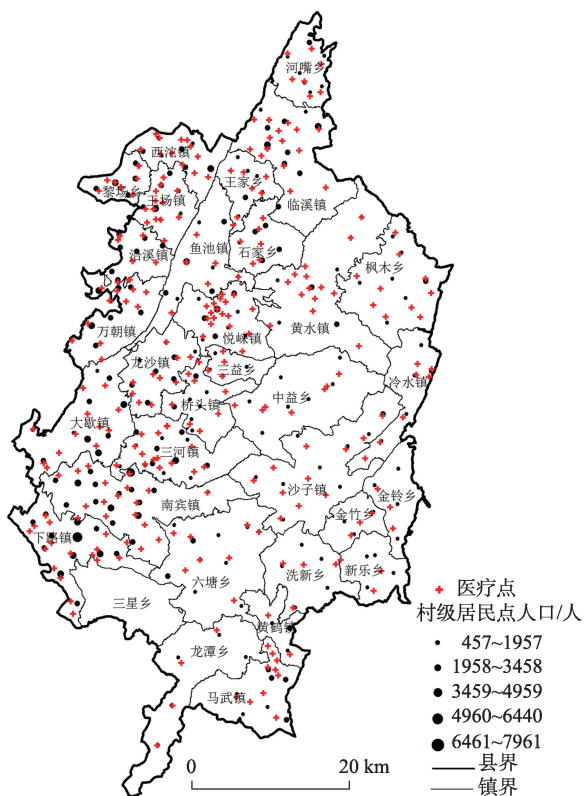 河嘴乡
西沱镇
王家乡
黎场乡
王场镇
临溪镇
鱼池镇
石家乡
沿溪镇
枫木乡
万朝镇
悦崃镇
黄水镇
龙沙镇
三益乡
冷水镇
中益乡
桥头镇
大歇镇
三河镇
沙子镇
金铃乡
南宾镇
金竹乡
下路镇
六塘乡
洗新乡
新乐乡
三星乡
黄鹤镇
龙潭乡
马武镇
医疗点
村级居民点人口/人
457~1957
1958~3458
3459~4959
4960~6440
6461~7961
县界
镇界
0 20 km